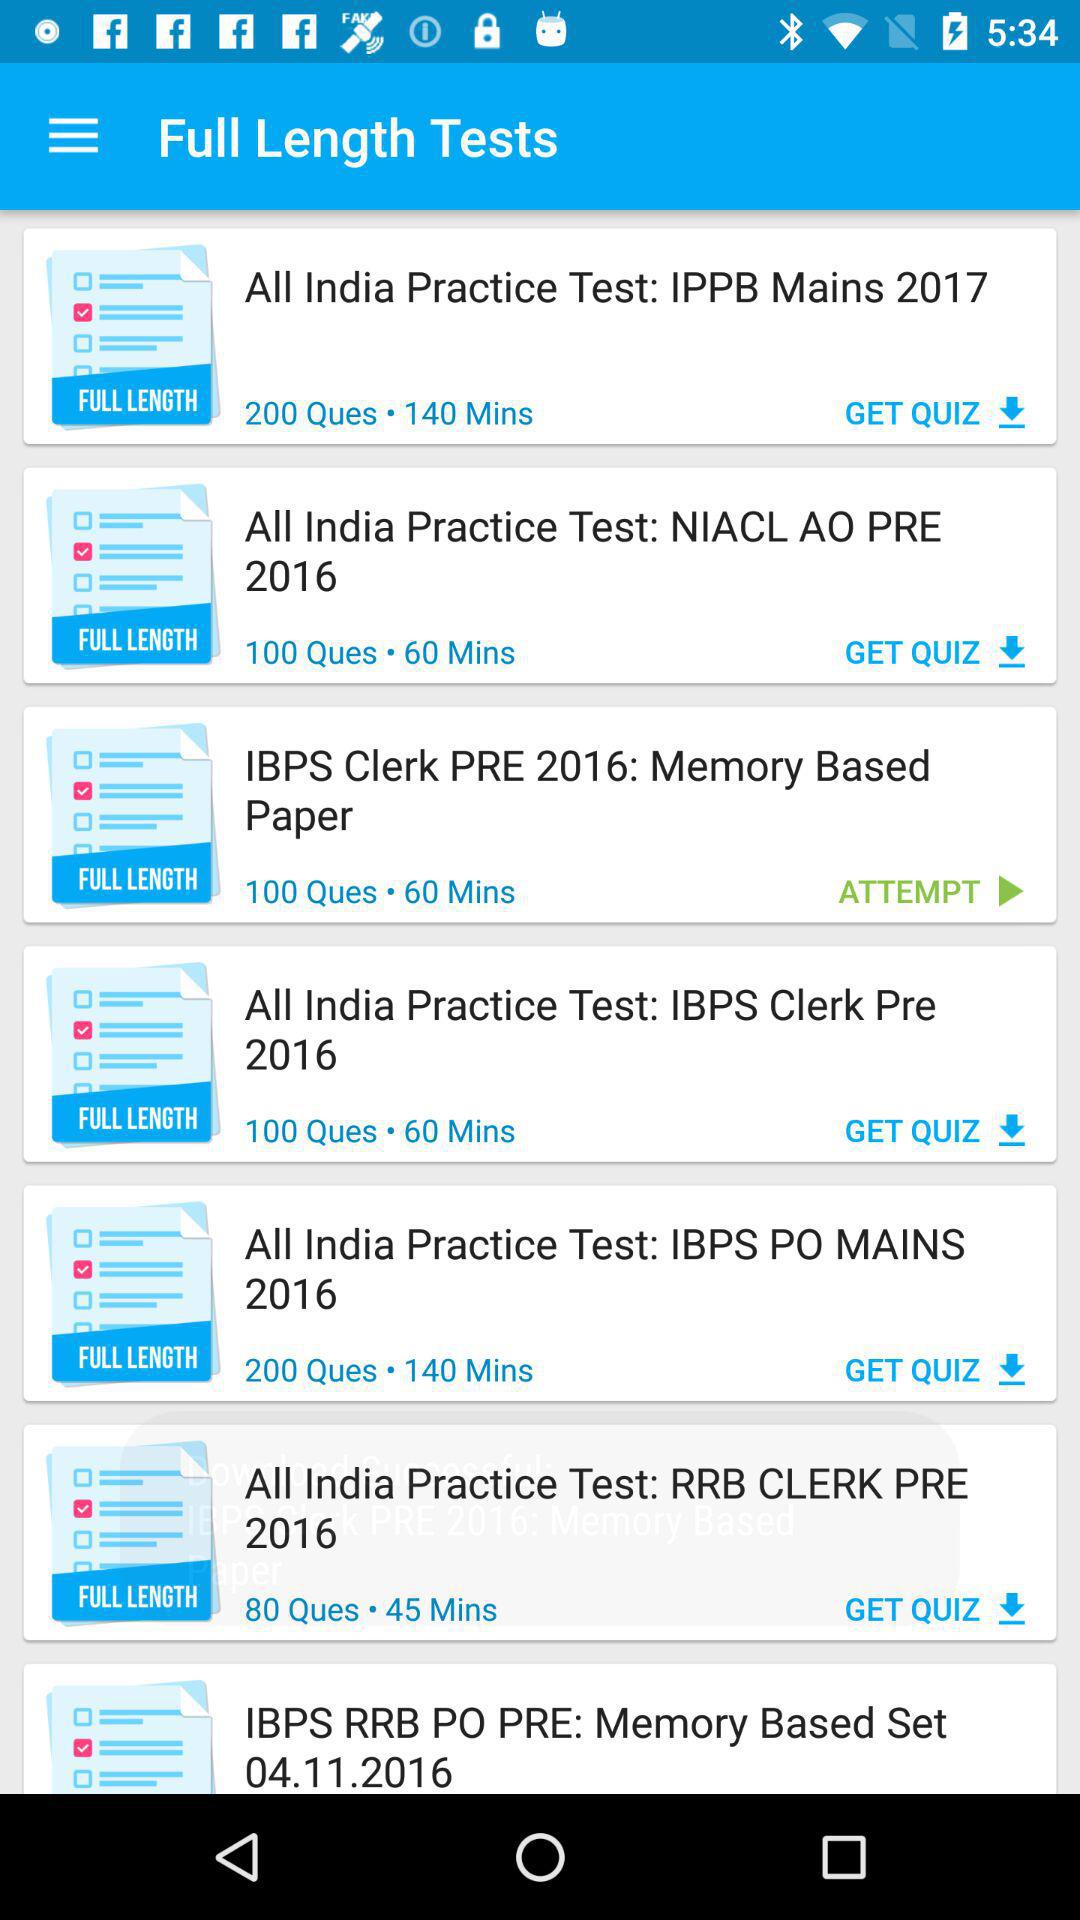 FAKE
5:34
Full Length Tests
All India Practice Test: IPPB Mains 2017
FULL LENGTH
200 Ques • 140 Mins
GET QUIZ
All India Practice Test: NIACL AO PRE
2016
FULL LENGTH
100 Ques • 60 Mins
GET QUIZ
IBPS Clerk PRE 2016: Memory Based
Paper
FULL LENGTH
100 Ques • 60 Mins
ATTEMPT
All India Practice Test: IBPS Clerk Pre
2016
FULL LENGTH
100 Ques • 60 Mins
GET QUIZ
All India Practice Test: IBPS PO MAINS
2016
FULL LENGTH
200 Ques • 140 Mins
GET QUIZ
Download Successful:
IBPS Clerk PRE 2016: Memory Based
Paper
All India Practice Test: RRB CLERK PRE
2016
FULL LENGTH
80 Ques • 45 Mins
GET QUIZ
IBPS RRB PO PRE: Memory Based Set
04.11.2016